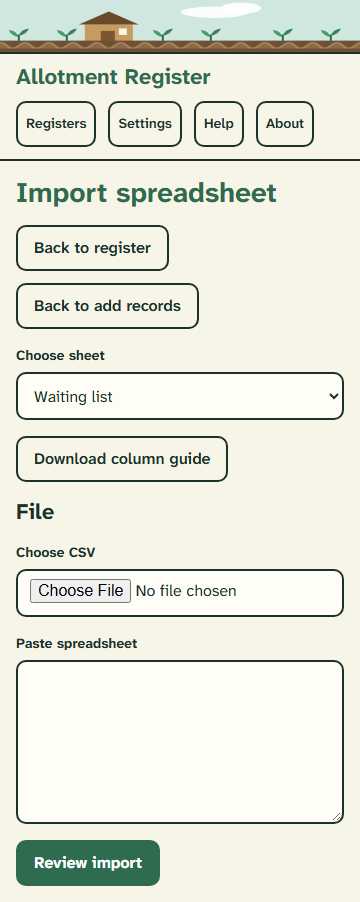 Allotment Register
Registers Settings Help About
Import spreadsheet
Back to register
Back to add records
Choose sheet
Waiting list
Download column guide
File
Choose CSV
Choose File No file chosen
Paste spreadsheet
Review import